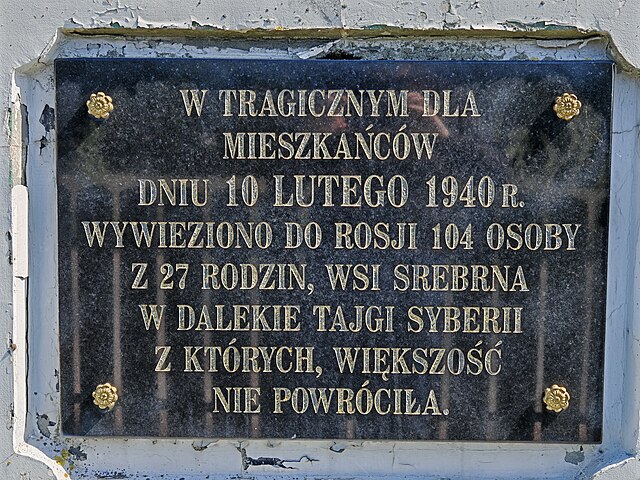 W TRAGICZNYM DLA
MIESZKAŃCÓW
DNIU 10 LUTEGO 1940 R.
WYWIEZIONO DO ROSJI 104 OSOBY
Z 27 RODZIN, WSI SREBRNA
W DALEKIE TAJGI SYBERII
Z KTÓRYCH, WIĘKSZOŚĆ
NIE POWRÓCIŁA.